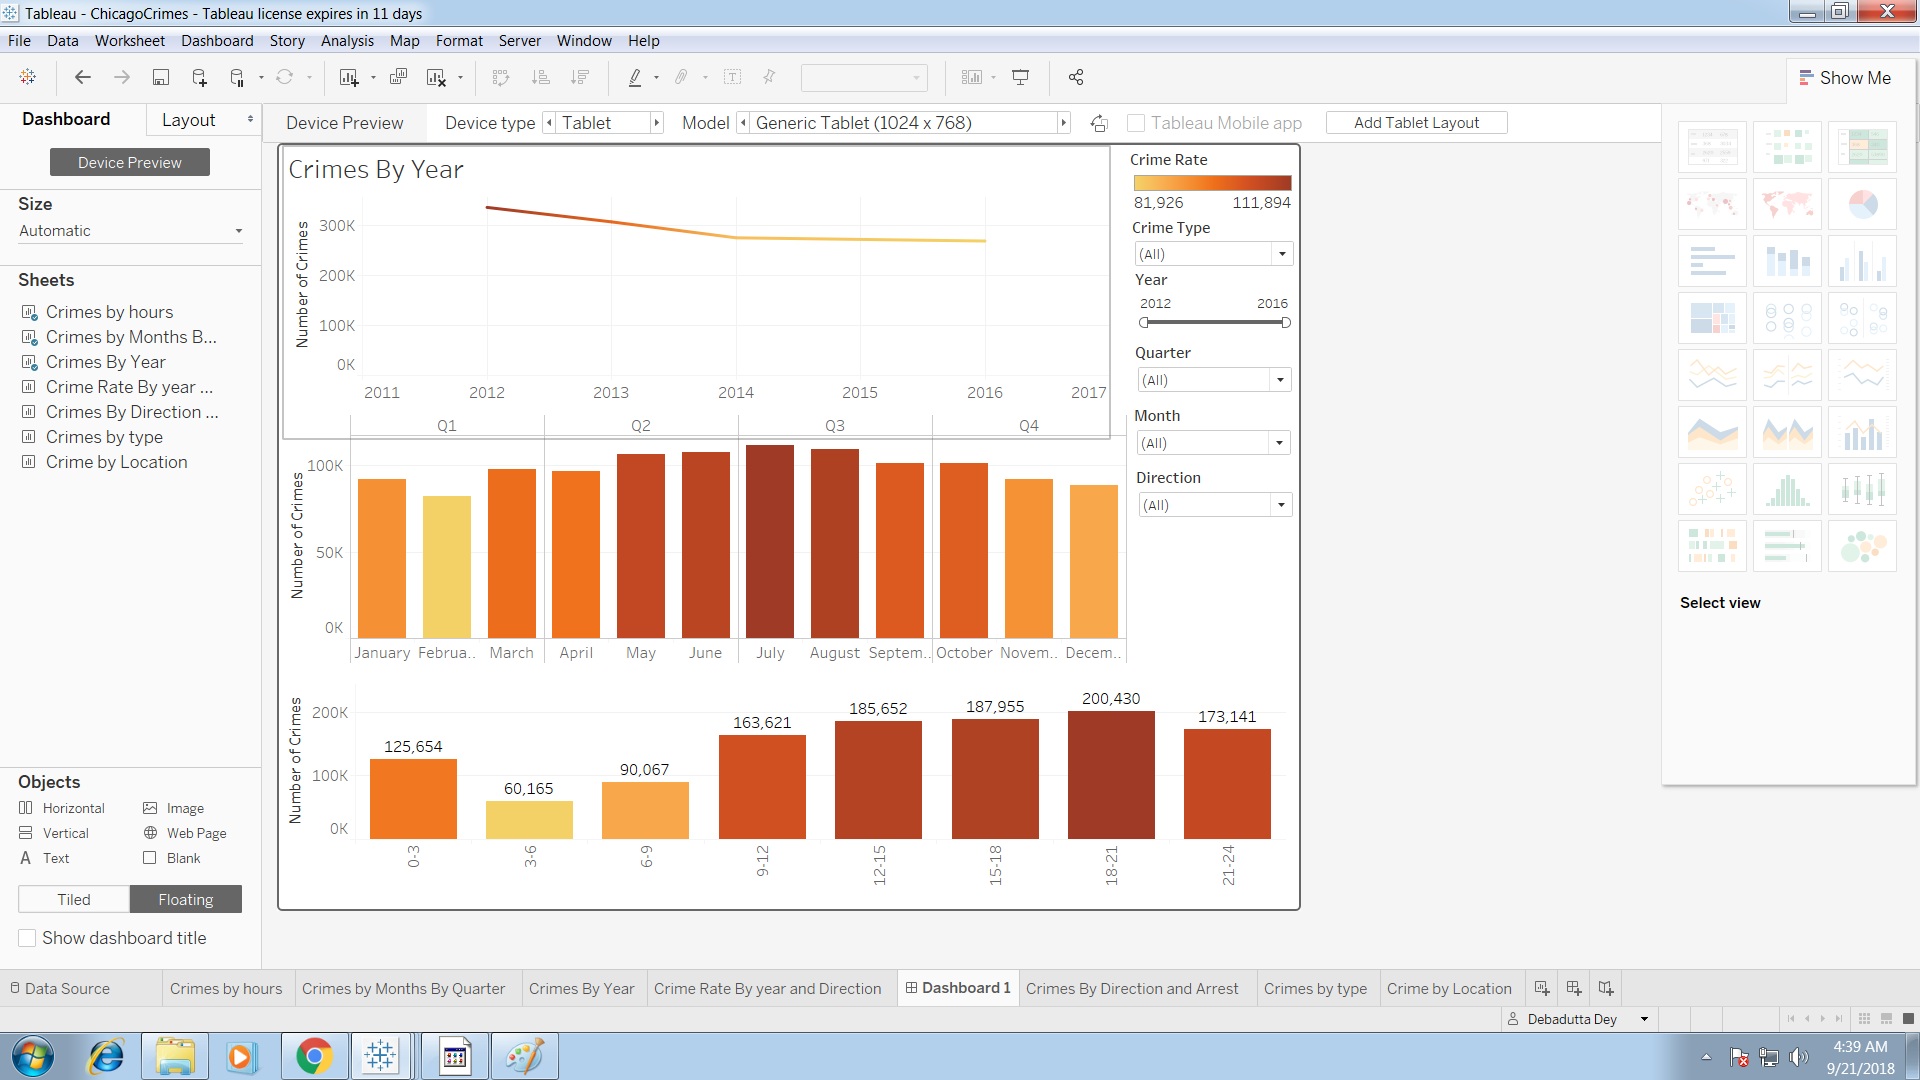 Tableau - ChicagoCrimes - Tableau license expires in 11 days
File Data Worksheet Dashboard Story Analysis Map Format Server Window Help
Show Me
Dashboard Layout
Device Preview Device type Tablet Model Generic Tablet (1024 x 768) Tableau Mobile app Add Tablet Layout
Device Preview
Size
Automatic
Sheets
Crimes by hours
Crimes by Months B...
Crimes By Year
Crime Rate By year ...
Crimes By Direction ...
Crimes by type
Crime by Location
Objects
Horizontal Image
Vertical Web Page
A Text Blank
Tiled Floating
Show dashboard title
Crimes By Year
Number of Crimes
300K
200K
100K
0K
2011 2012 2013 2014 2015 2016 2017
Q1 Q2 Q3 Q4
Number of Crimes
100K
50K
0K
January Februa.. March April May June July August Septem.. October Novem.. Decem..
Number of Crimes
200K
100K
0K
125,654 60,165 90,067 163,621 185,652 187,955 200,430 173,141
0-3 3-6 6-9 9-12 12-15 15-18 18-21 21-24
Crime Rate
81,926 111,894
Crime Type
(All)
Year
2012 2016
Quarter
(All)
Month
(All)
Direction
(All)
Select view
Data Source Crimes by hours Crimes by Months By Quarter Crimes By Year Crime Rate By year and Direction Dashboard 1 Crimes By Direction and Arrest Crimes by type Crime by Location
Debadutta Dey
4:39 AM
9/21/2018